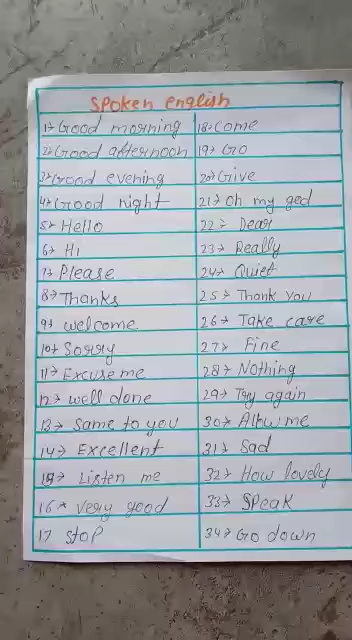 Spoken english
1→ Good morning
2→ Good afternoon
3→ Good evening
4→ Good night
5→ Hello
6→ Hi
7→ Please
8→ Thanks
9→ welcome
10→ Sorry
11→ Excuse me
12→ well done
13→ Same to you
14→ Excellent
15→ Listen me
16→ very good
17 stop
18→ Come
19→ Go
20→ Give
21→ oh my god
22→ Dear
23→ Really
24→ Quiet
25→ Thank you
26→ Take care
27→ Fine
28→ Nothing
29→ Try again
30→ Allow me
31→ Sad
32→ How lovely
33→ Speak
34→ Go down